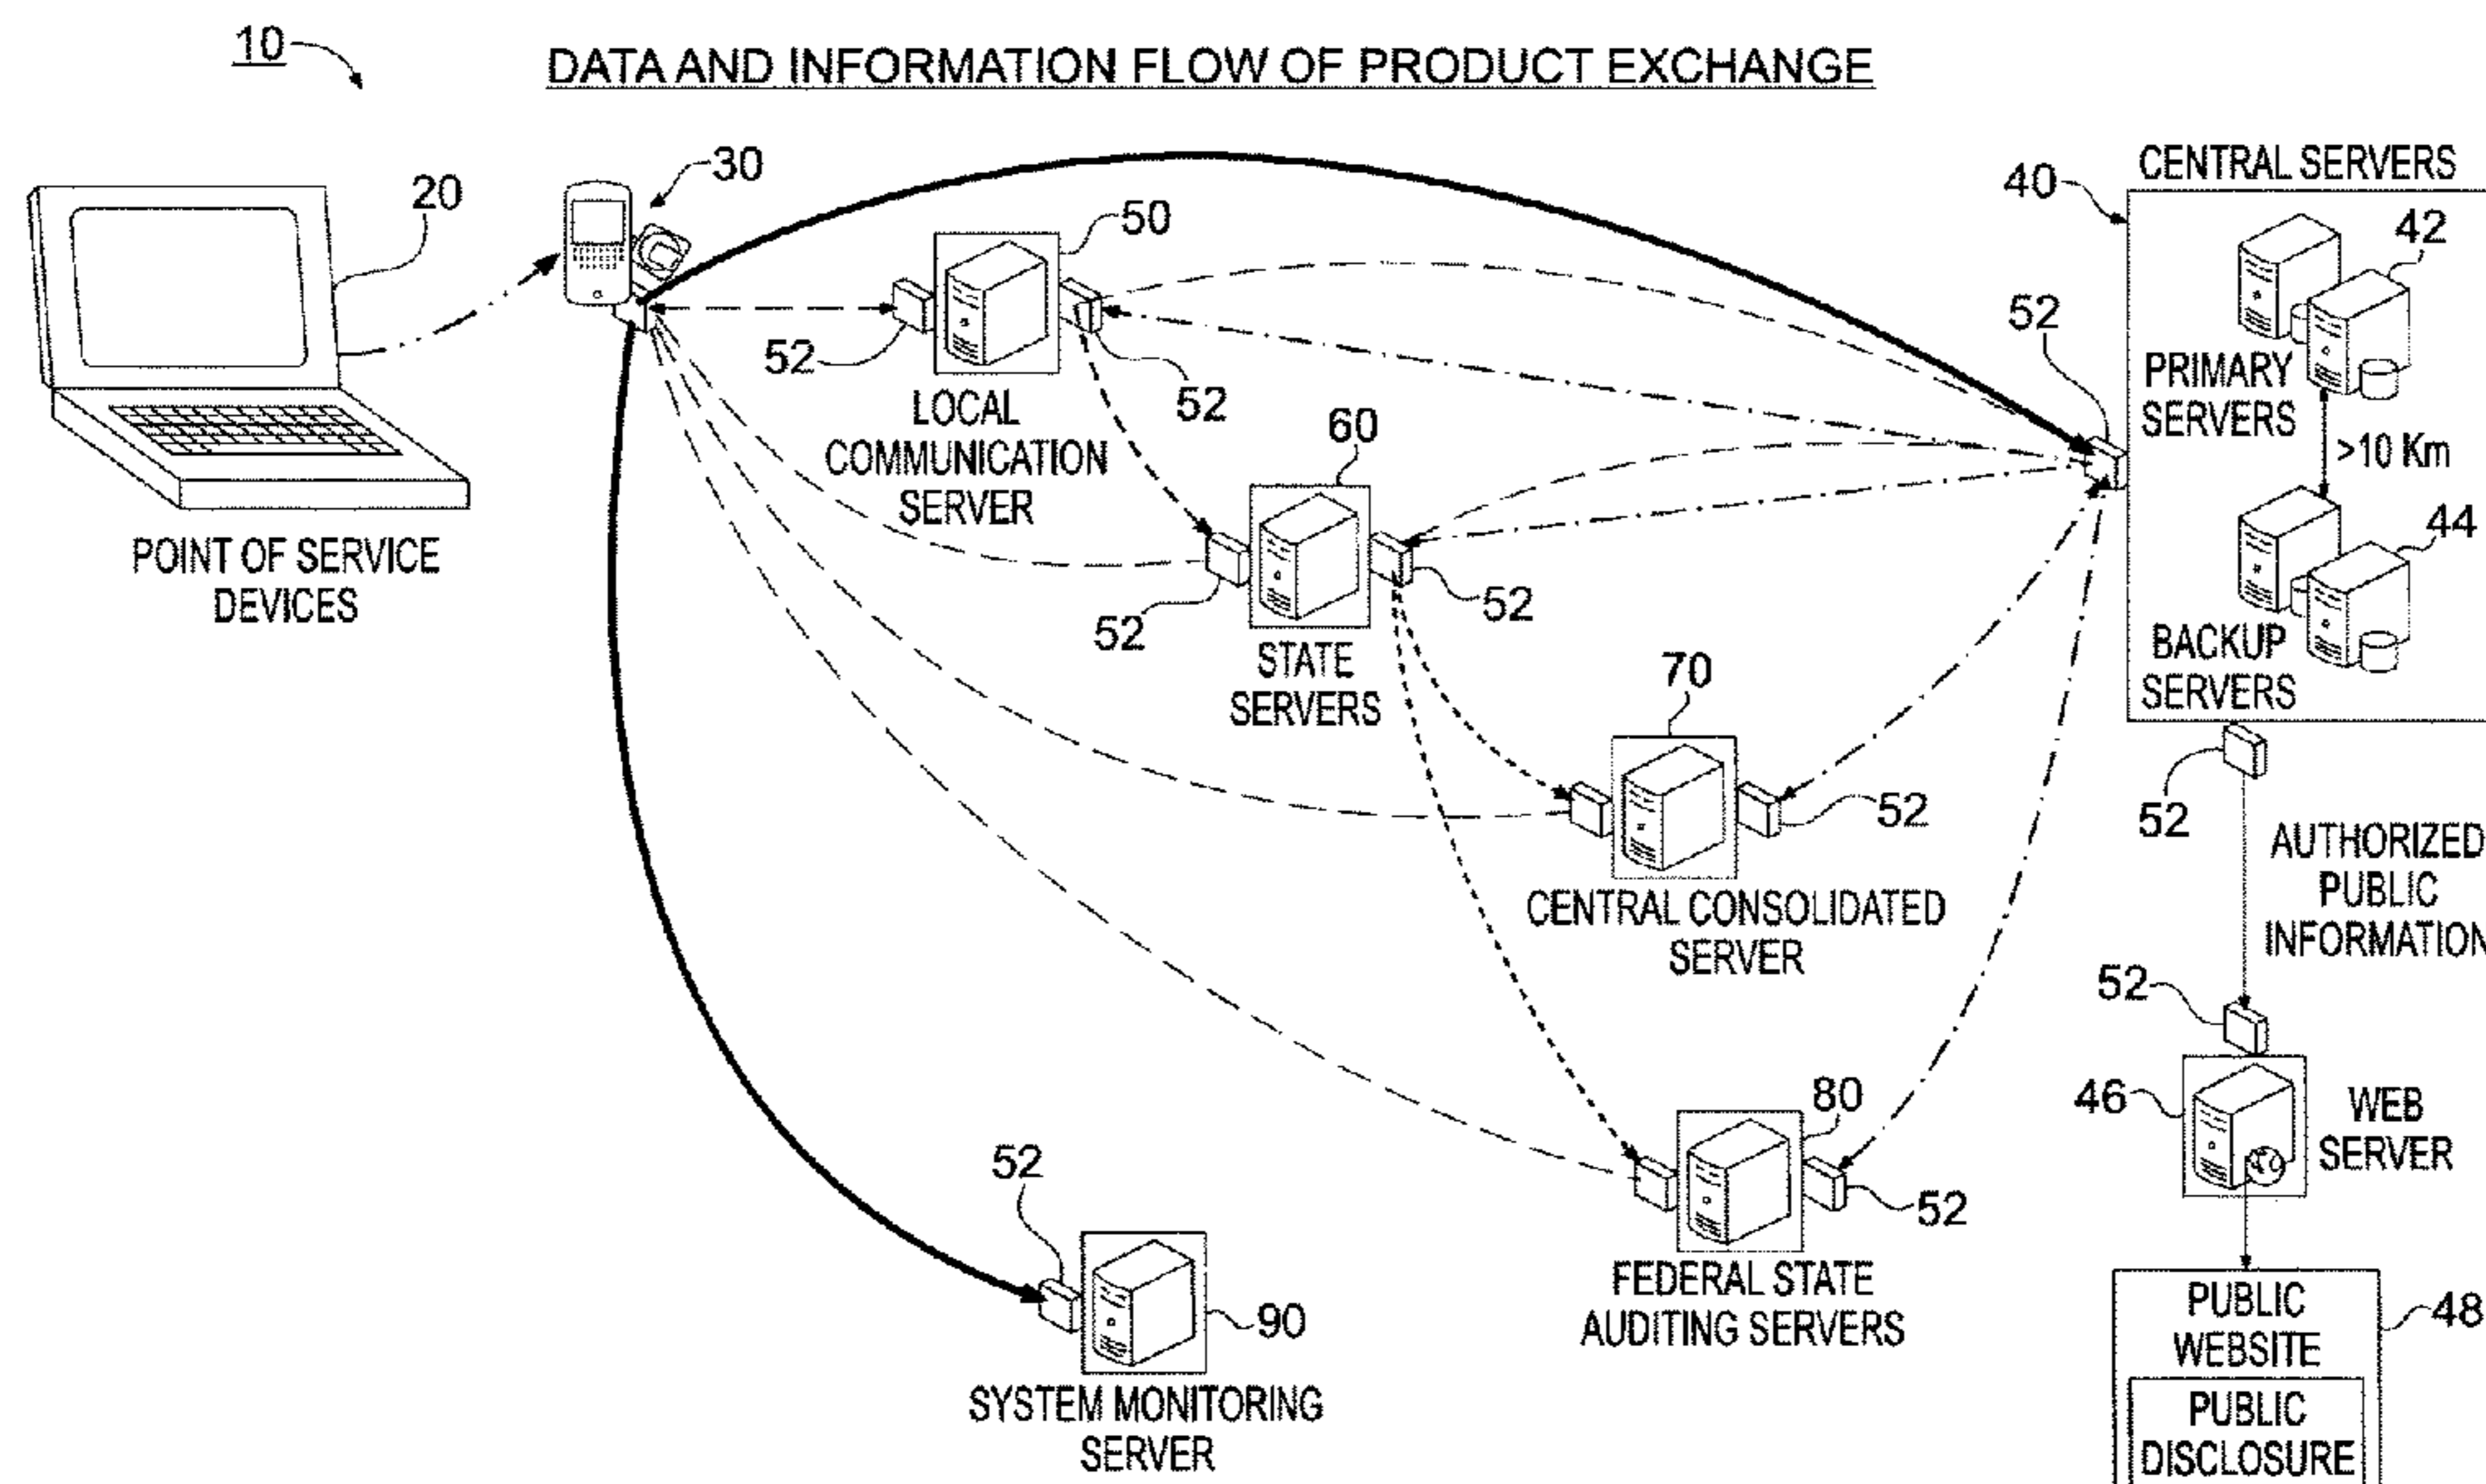 10
DATA AND INFORMATION FLOW OF PRODUCT EXCHANGE
20
POINT OF SERVICE
DEVICES
30
50
52
52
LOCAL
COMMUNICATION
SERVER
60
52
52
STATE
SERVERS
70
52
CENTRAL CONSOLIDATED
SERVER
80
52
FEDERAL STATE
AUDITING SERVERS
52
90
SYSTEM MONITORING
SERVER
CENTRAL SERVERS
40
42
52
PRIMARY
SERVERS
>10 Km
44
BACKUP
SERVERS
52
AUTHORIZED
PUBLIC
INFORMATION
52
46
WEB
SERVER
PUBLIC
WEBSITE
48
PUBLIC
DISCLOSURE